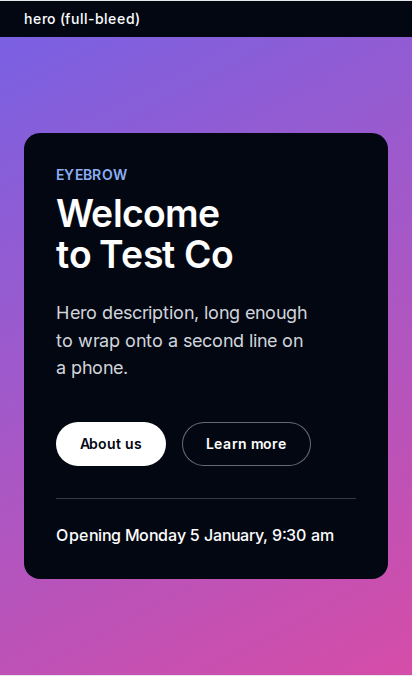 hero (full-bleed)
EYEBROW
Welcome
to Test Co
Hero description, long enough
to wrap onto a second line on
a phone.
About us
Learn more
Opening Monday 5 January, 9:30 am